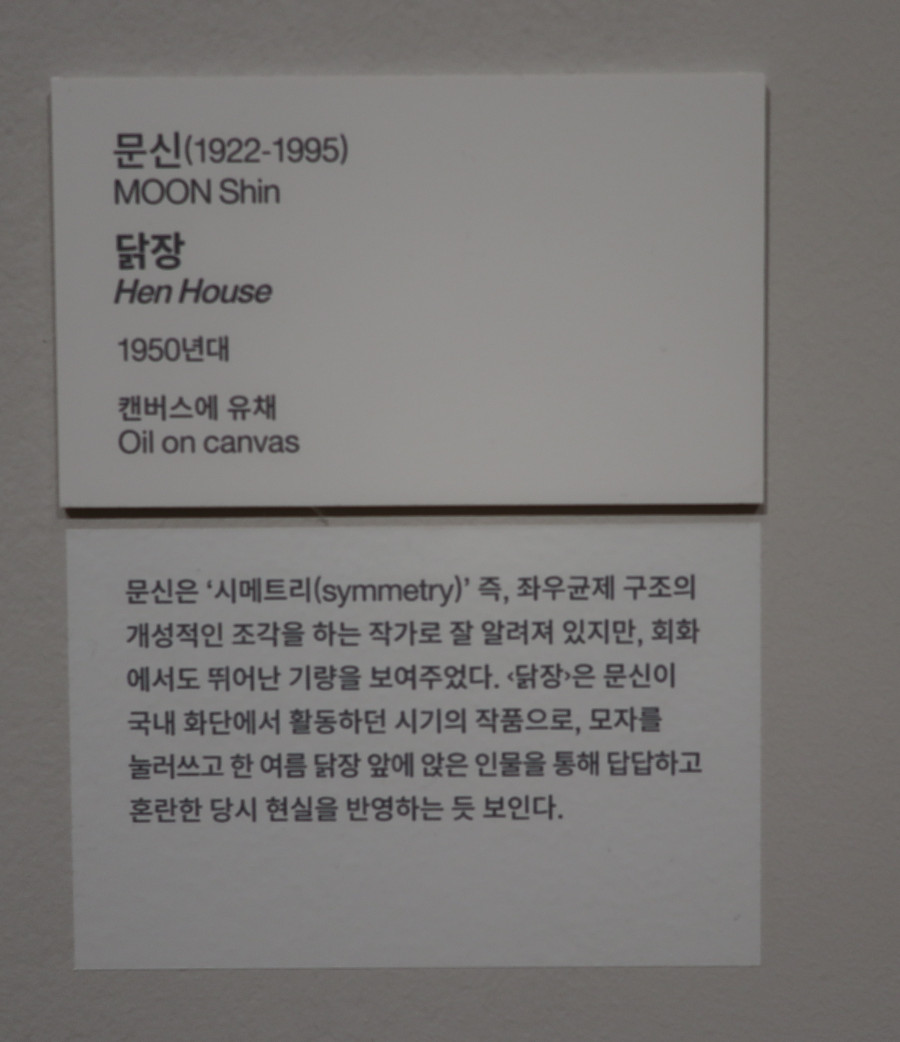 문신(1922-1995)
MOON Shin
닭장
Hen House
1950년대
캔버스에 유채
Oil on canvas
문신은 ‘시메트리(symmetry)’ 즉, 좌우균제 구조의
개성적인 조각을 하는 작가로 잘 알려져 있지만, 회화
에서도 뛰어난 기량을 보여주었다. ‹닭장›은 문신이
국내 화단에서 활동하던 시기의 작품으로, 모자를
눌러쓰고 한 여름 닭장 앞에 앉은 인물을 통해 답답하고
혼란한 당시 현실을 반영하는 듯 보인다.